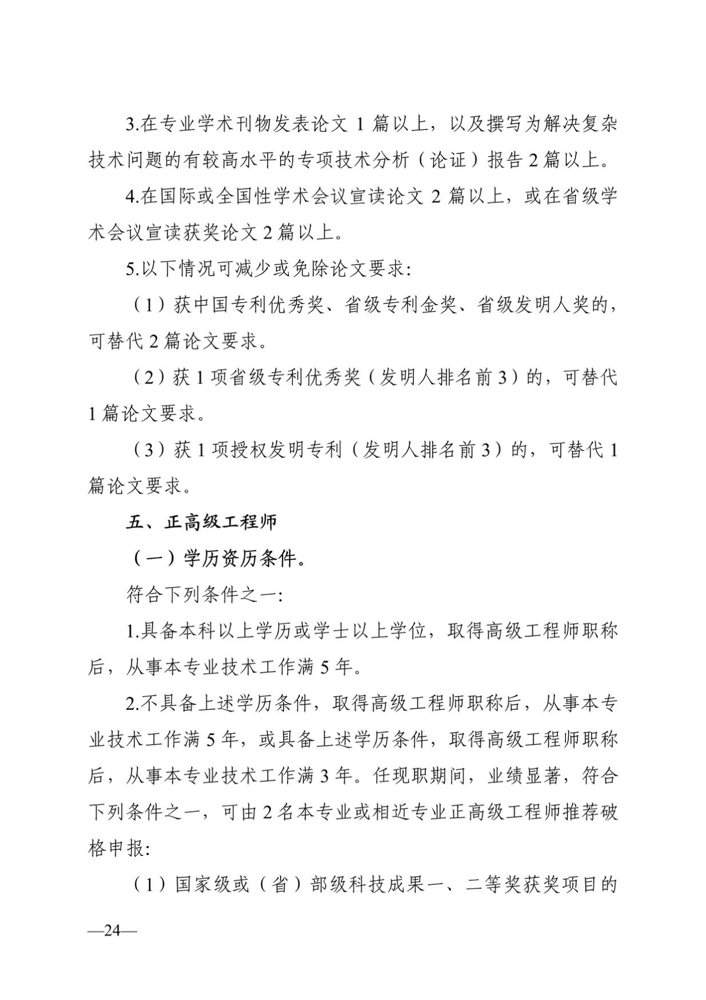 3.在专业学术刊物发表论文 1 篇以上，以及撰写为解决复杂
技术问题的有较高水平的专项技术分析（论证）报告 2 篇以上。
4.在国际或全国性学术会议宣读论文 2 篇以上，或在省级学
术会议宣读获奖论文 2 篇以上。
5.以下情况可减少或免除论文要求：
（1）获中国专利优秀奖、省级专利金奖、省级发明人奖的，
可替代 2 篇论文要求。
（2）获 1 项省级专利优秀奖（发明人排名前 3）的，可替代
1 篇论文要求。
（3）获 1 项授权发明专利（发明人排名前 3）的，可替代 1
篇论文要求。
五、正高级工程师
（一）学历资历条件。
符合下列条件之一：
1.具备本科以上学历或学士以上学位，取得高级工程师职称
后，从事本专业技术工作满 5 年。
2.不具备上述学历条件，取得高级工程师职称后，从事本专
业技术工作满 5 年，或具备上述学历条件，取得高级工程师职称
后，从事本专业技术工作满 3 年。任现职期间，业绩显著，符合
下列条件之一，可由 2 名本专业或相近专业正高级工程师推荐破
格申报：
（1）国家级或（省）部级科技成果一、二等奖获奖项目的
—24—